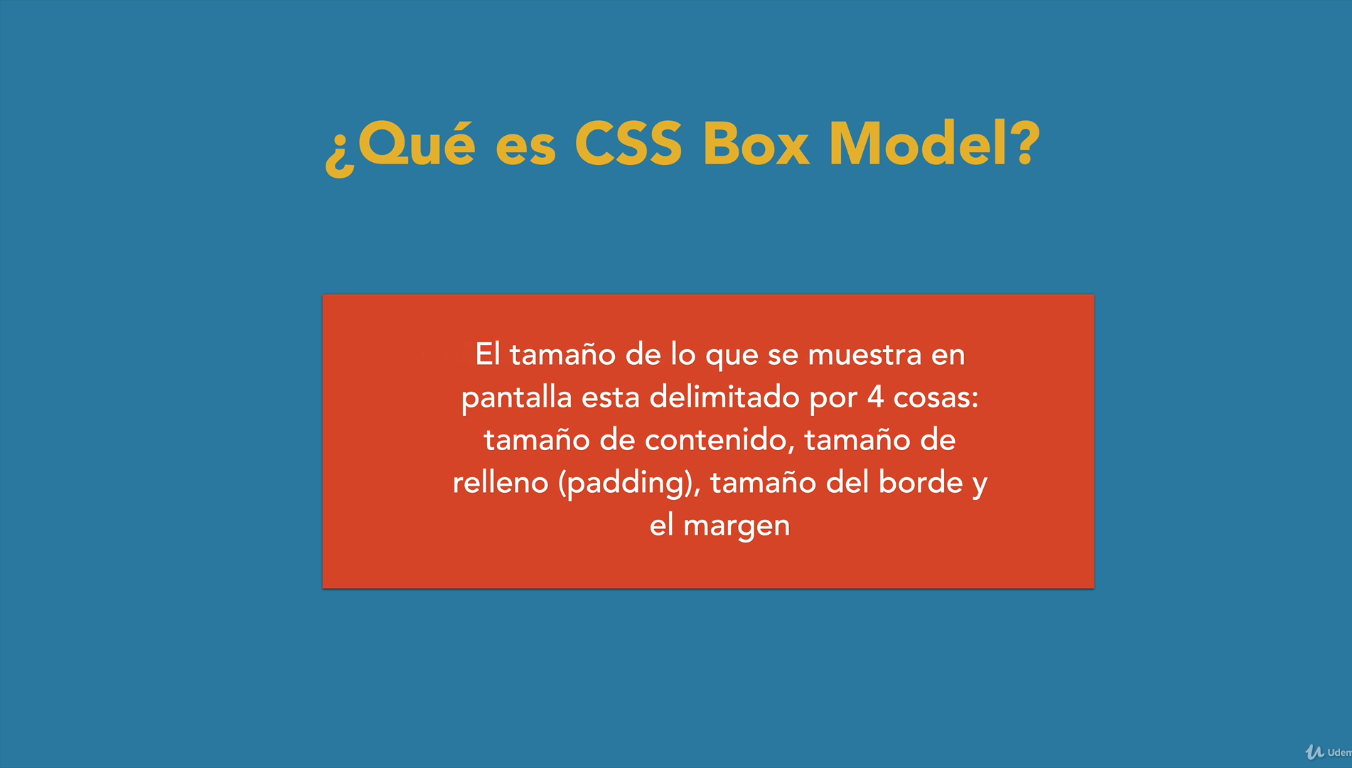 ¿Qué es CSS Box Model?
El tamaño de lo que se muestra en
pantalla esta delimitado por 4 cosas:
tamaño de contenido, tamaño de
relleno (padding), tamaño del borde y
el margen
Udem